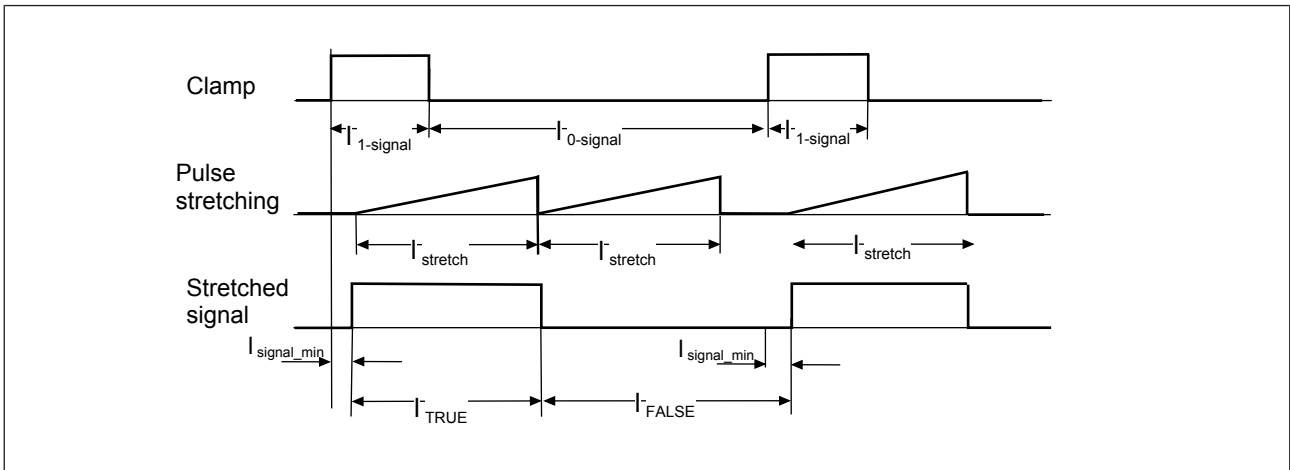 Clamp
I1-signal
I0-signal
I1-signal
Pulse
stretching
Istretch
Istretch
Istretch
Stretched
signal
Isignal_min
Isignal_min
ITRUE
IFALSE